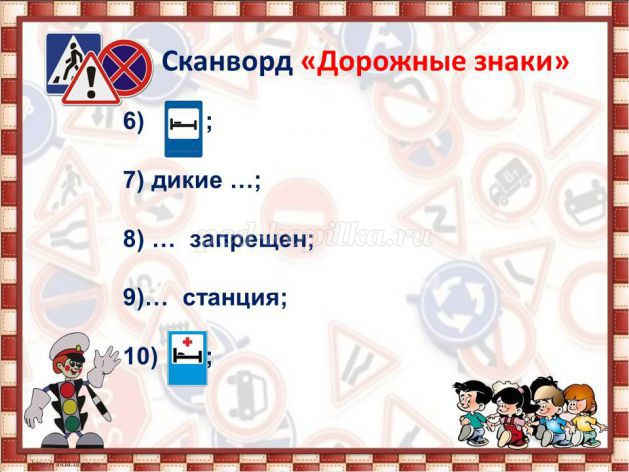 Сканворд «Дорожные знаки»
6) ;
7) дикие …;
8) … запрещен;
9)… станция;
10) ;